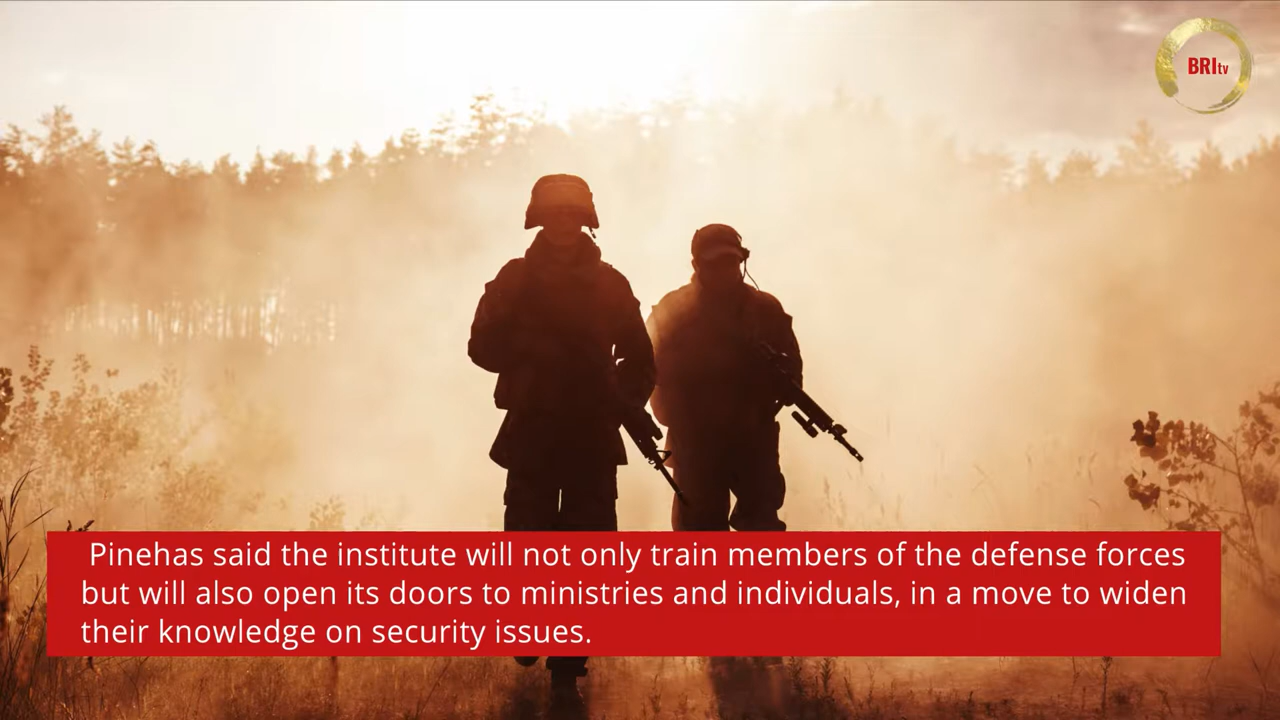 BRItv
Pinehas said the institute will not only train members of the defense forces
but will also open its doors to ministries and individuals, in a move to widen
their knowledge on security issues.